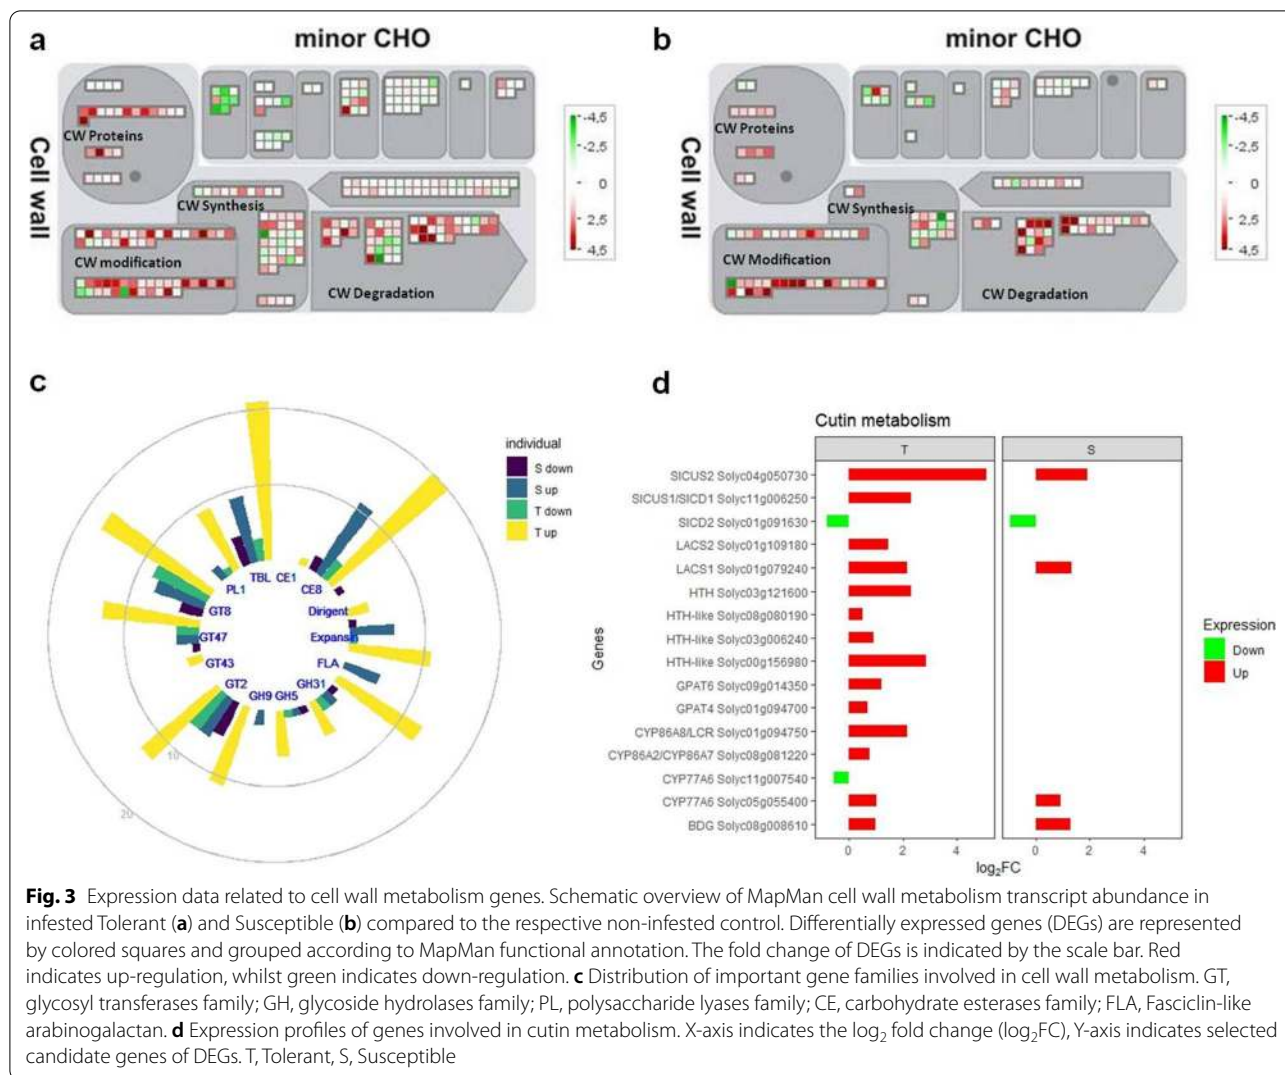 a
minor CHO
Cell wall
CW Proteins
CW Synthesis
CW modification
CW Degradation
-4,5
-2,5
0
2,5
4,5
b
minor CHO
Cell wall
CW Proteins
CW Synthesis
CW Modification
CW Degradation
-4,5
-2,5
0
2,5
4,5
c
TBL
CE1
CE8
Dirigent
Expansin
FLA
GH31
GH5
GH9
GT2
GT43
GT47
GT8
PL1
10
20
individual
S down
S up
T down
T up
d
Cutin metabolism
T
S
Genes
SlCUS2 Solyc04g050730
SlCUS1/SlCD1 Solyc11g006250
SlCD2 Solyc01g091630
LACS2 Solyc01g109180
LACS1 Solyc01g079240
HTH Solyc03g121600
HTH-like Solyc08g080190
HTH-like Solyc03g006240
HTH-like Solyc00g156980
GPAT6 Solyc09g014350
GPAT4 Solyc01g094700
CYP86A8/LCR Solyc01g094750
CYP86A2/CYP86A7 Solyc08g081220
CYP77A6 Solyc11g007540
CYP77A6 Solyc05g055400
BDG Solyc08g008610
0 2 4 0 2 4
log2FC
Expression
Down
Up
Fig. 3 Expression data related to cell wall metabolism genes. Schematic overview of MapMan cell wall metabolism transcript abundance in
infested Tolerant (a) and Susceptible (b) compared to the respective non-infested control. Differentially expressed genes (DEGs) are represented
by colored squares and grouped according to MapMan functional annotation. The fold change of DEGs is indicated by the scale bar. Red
indicates up-regulation, whilst green indicates down-regulation. c Distribution of important gene families involved in cell wall metabolism. GT,
glycosyl transferases family; GH, glycoside hydrolases family; PL, polysaccharide lyases family; CE, carbohydrate esterases family; FLA, Fasciclin-like
arabinogalactan. d Expression profiles of genes involved in cutin metabolism. X-axis indicates the log2 fold change (log2FC), Y-axis indicates selected
candidate genes of DEGs. T, Tolerant, S, Susceptible